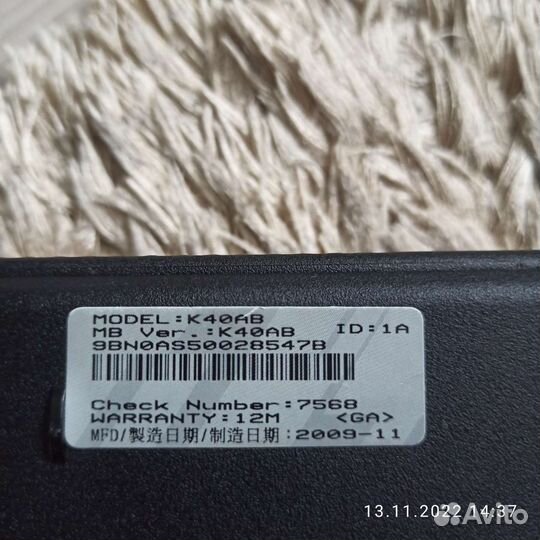 MODEL:K40AB
MB Ver.:K40AB ID:1A
9BN0AS50028547B
Check Number:7568
WARRANTY:12M <GA>
MFD/製造日期/制造日期:2009-11
13.11.2022 14:37
Avito